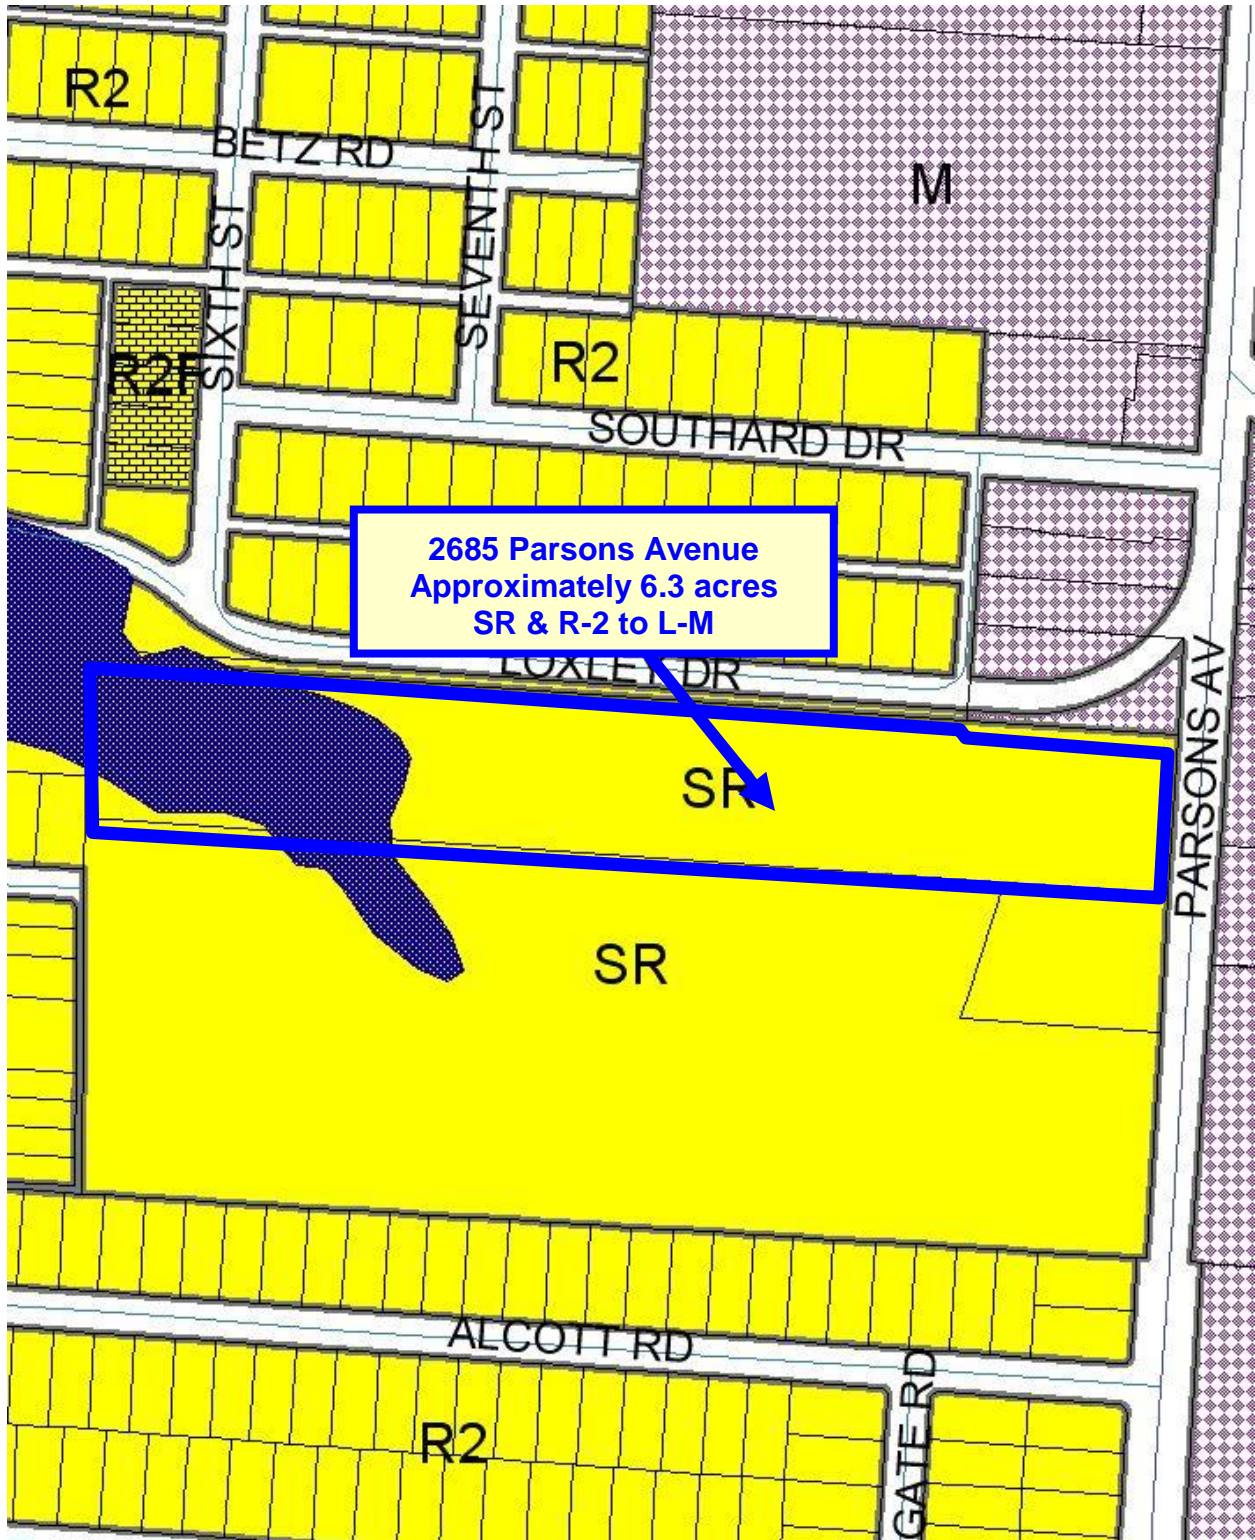 R2
BETZ RD
SEVENTH ST
M
SIXTH ST
R2F
R2
SOUTHARD DR
2685 Parsons Avenue
Approximately 6.3 acres
SR & R-2 to L-M
LOXLEY DR
SR
PARSONS AV
SR
ALCOTT RD
GATE RD
R2